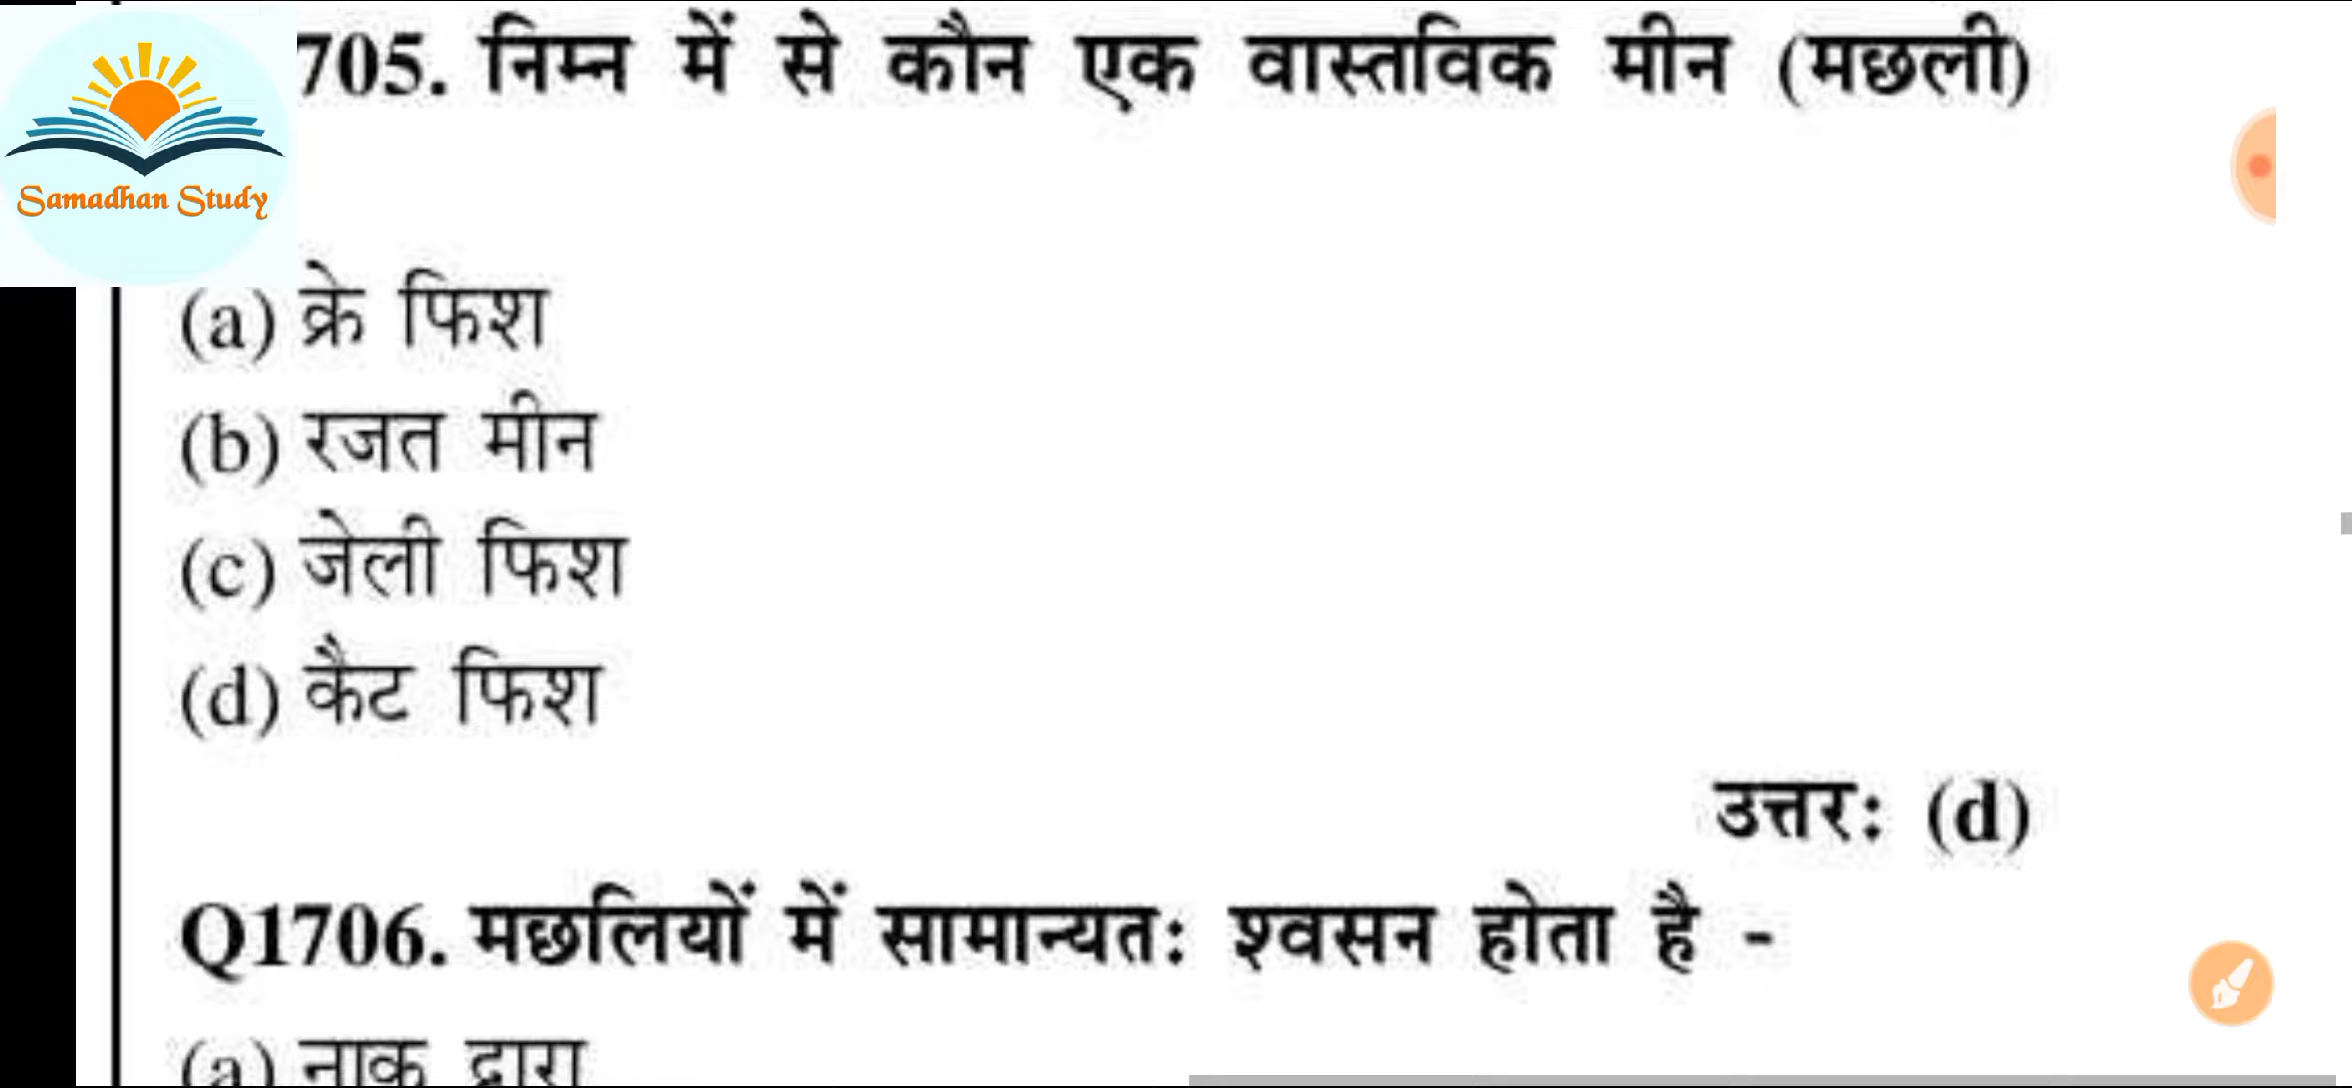 705. निम्न में से कौन एक वास्तविक मीन (मछली)
Samadhan Study
(a) क्रे फिश
(b) रजत मीन
(c) जेली फिश
(d) कैट फिश
उत्तरः (d)
Q1706. मछलियों में सामान्यतः श्वसन होता है -
(a) नाक द्वारा